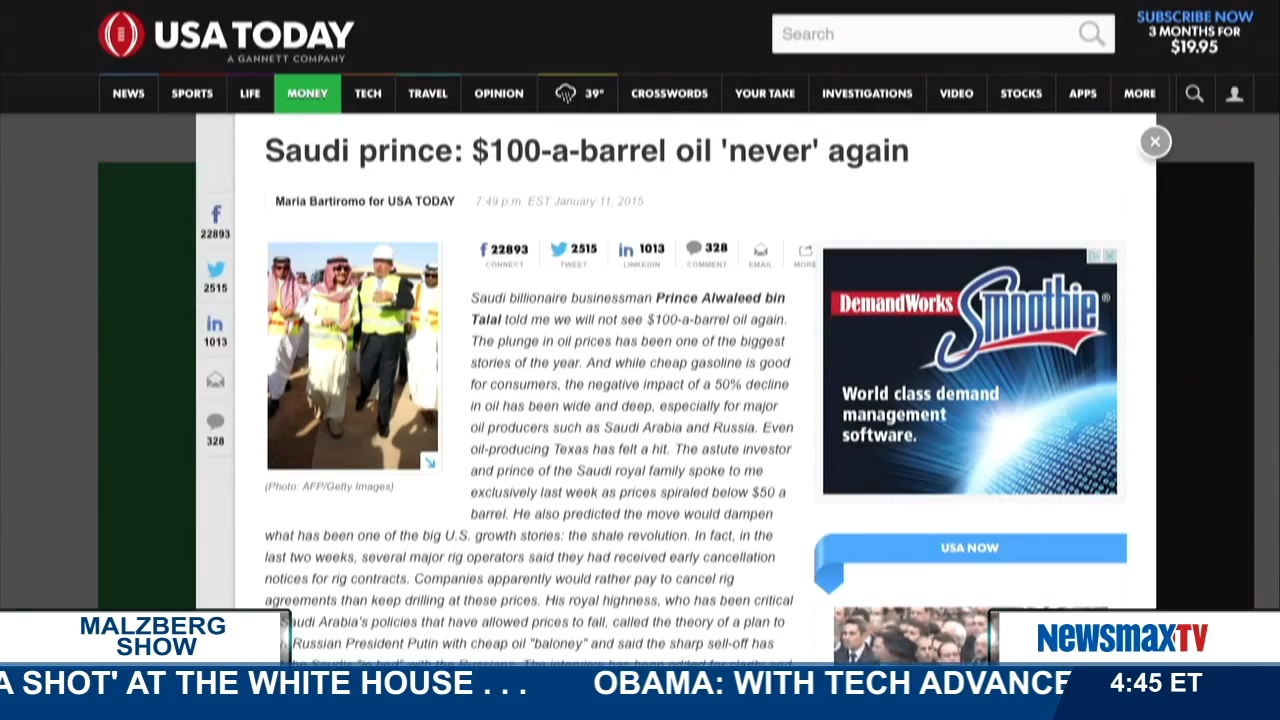 USA TODAY
A GANNETT COMPANY
Search
SUBSCRIBE NOW
3 MONTHS FOR
$19.95
NEWS SPORTS LIFE MONEY TECH TRAVEL OPINION 39° CROSSWORDS YOUR TAKE INVESTIGATIONS VIDEO STOCKS APPS MORE
Saudi prince: $100-a-barrel oil 'never' again
Maria Bartiromo for USA TODAY 7:49 p.m. EST January 11, 2015
22893
2515
1013
328
(Photo: AFP/Getty Images)
22893 2515 1013 328
CONNECT TWEET LINKEDIN COMMENT EMAIL MORE
Saudi billionaire businessman Prince Alwaleed bin
Talal told me we will not see $100-a-barrel oil again.
The plunge in oil prices has been one of the biggest
stories of the year. And while cheap gasoline is good
for consumers, the negative impact of a 50% decline
in oil has been wide and deep, especially for major
oil producers such as Saudi Arabia and Russia. Even
oil-producing Texas has felt a hit. The astute investor
and prince of the Saudi royal family spoke to me
exclusively last week as prices spiraled below $50 a
barrel. He also predicted the move would dampen
what has been one of the big U.S. growth stories: the shale revolution. In fact, in the
last two weeks, several major rig operators said they had received early cancellation
notices for rig contracts. Companies apparently would rather pay to cancel rig
agreements than keep drilling at these prices. His royal highness, who has been critical
audi Arabia's policies that have allowed prices to fall, called the theory of a plan to
Russian President Putin with cheap oil "baloney" and said the sharp sell-off has
DemandWorks
Smoothie®
World class demand
management
software.
USA NOW
MALZBERG
SHOW
NEWSMAXTV
A SHOT' AT THE WHITE HOUSE . . . OBAMA: WITH TECH ADVANCE
4:45 ET